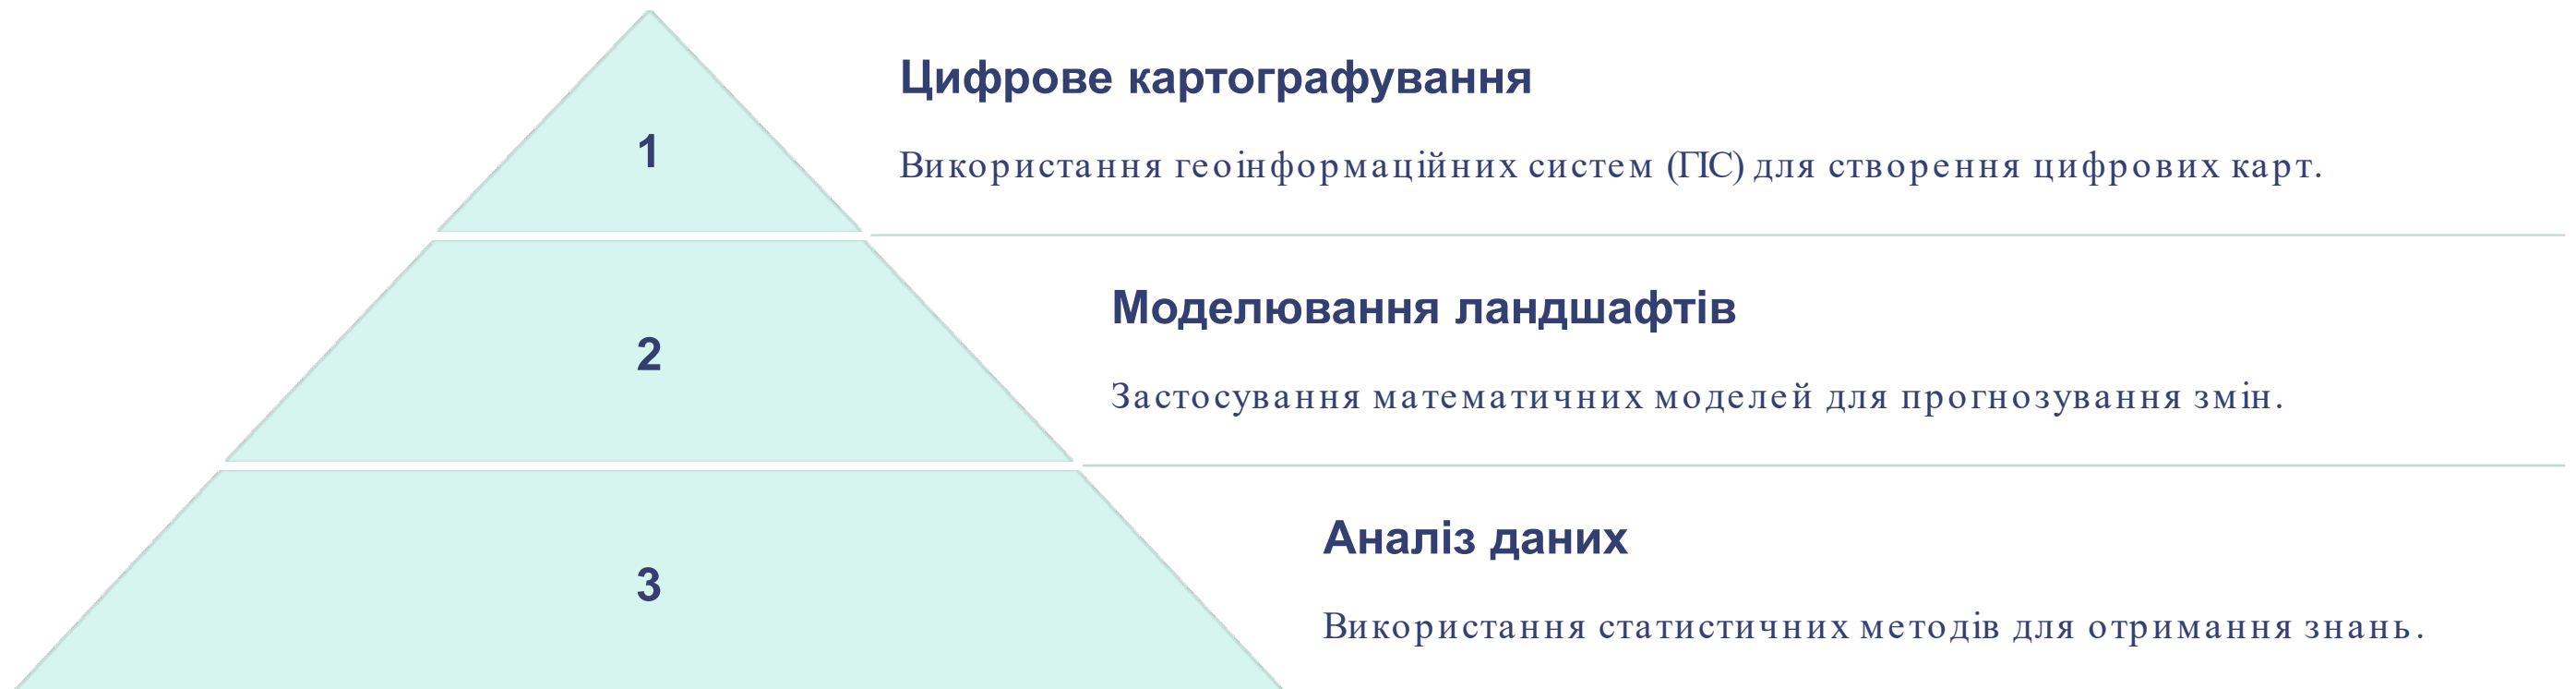 1
Цифрове картографування
Використання геоінформаційних систем (ГІС) для створення цифрових карт.
2
Моделювання ландшафтів
Застосування математичних моделей для прогнозування змін.
3
Аналіз даних
Використання статистичних методів для отримання знань.